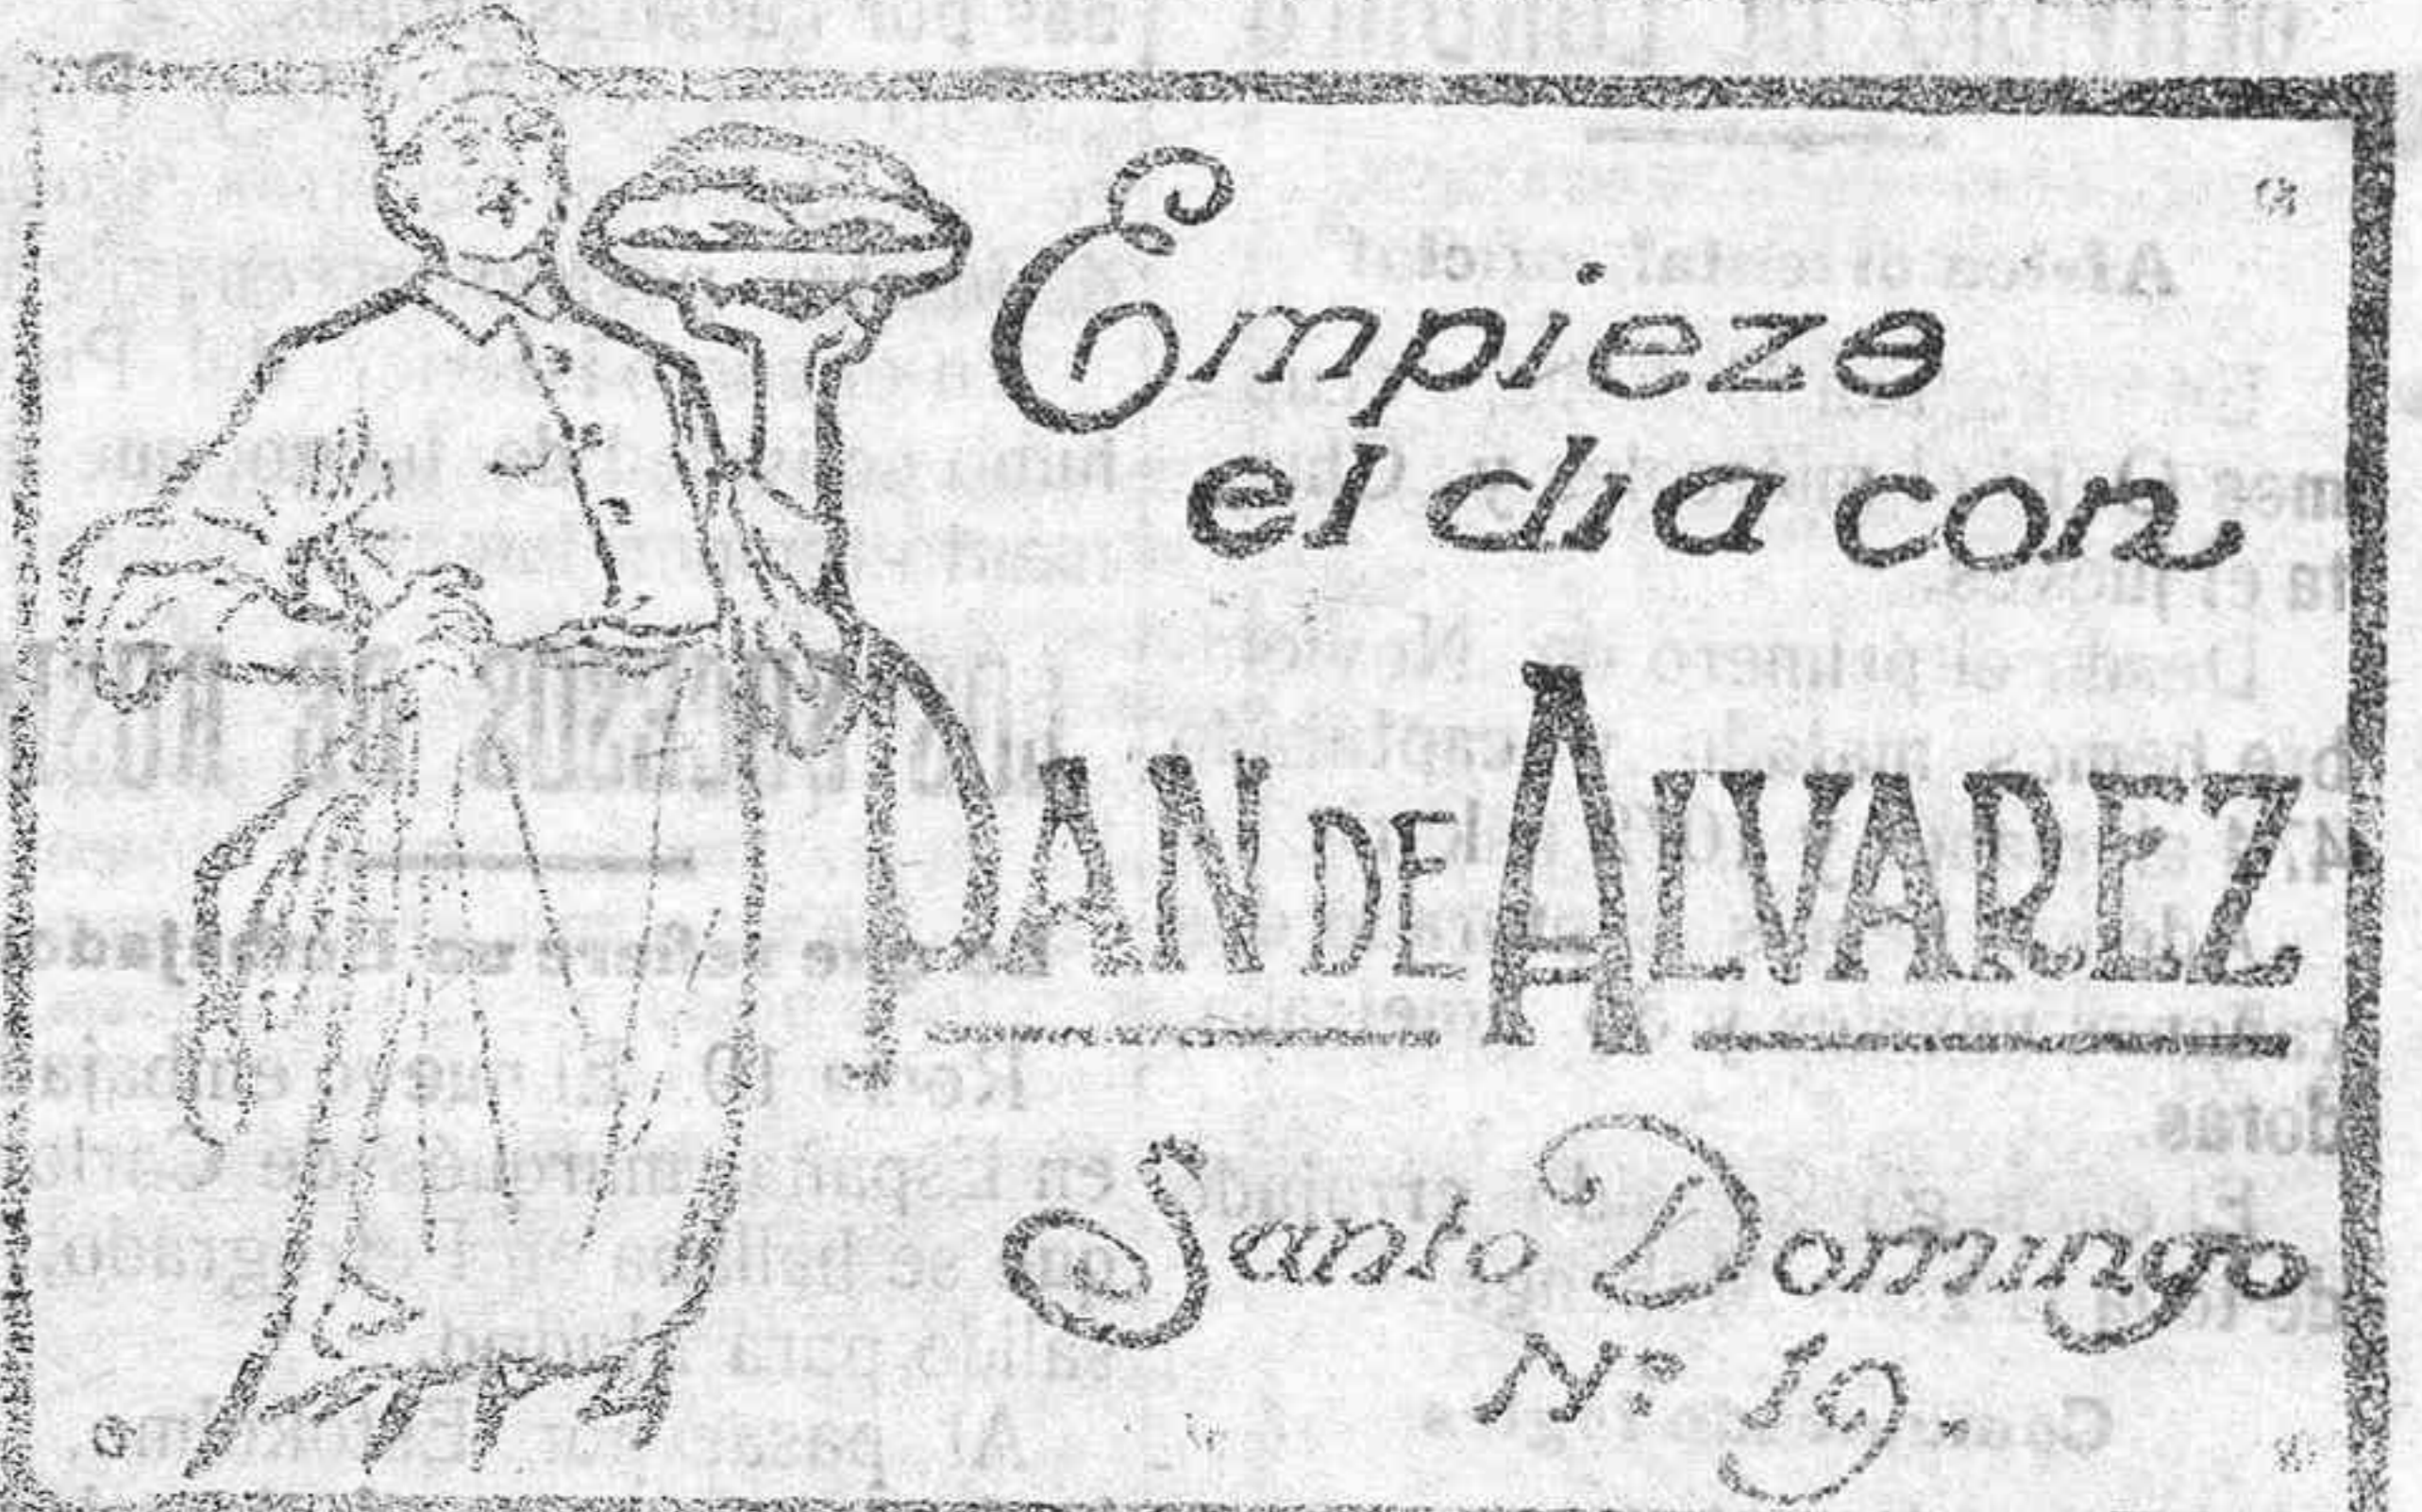 Empieze
el dia con
PAN DE ALVAREZ
Santo Domingo
Nº 19.